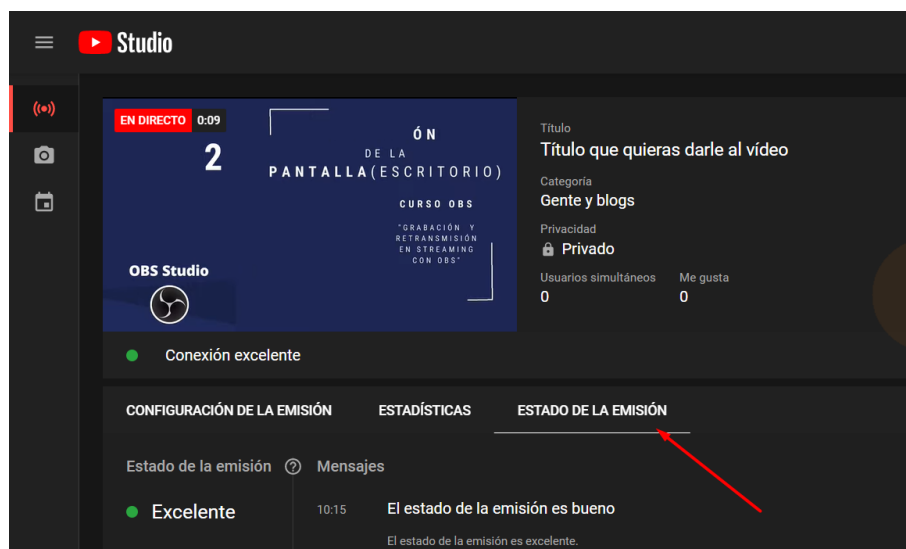 Studio
EN DIRECTO 0:09
2
ÓN
DE LA
PANTALLA(ESCRITORIO)
CURSO OBS
"GRABACIÓN Y
RETRANSMISIÓN
EN STREAMING
CON OBS"
OBS Studio
Título
Título que quieras darle al vídeo
Categoría
Gente y blogs
Privacidad
Privado
Usuarios simultáneos Me gusta
0 0
Conexión excelente
CONFIGURACIÓN DE LA EMISIÓN ESTADÍSTICAS ESTADO DE LA EMISIÓN
Estado de la emisión ? Mensajes
Excelente 10:15 El estado de la emisión es bueno
El estado de la emisión es excelente.